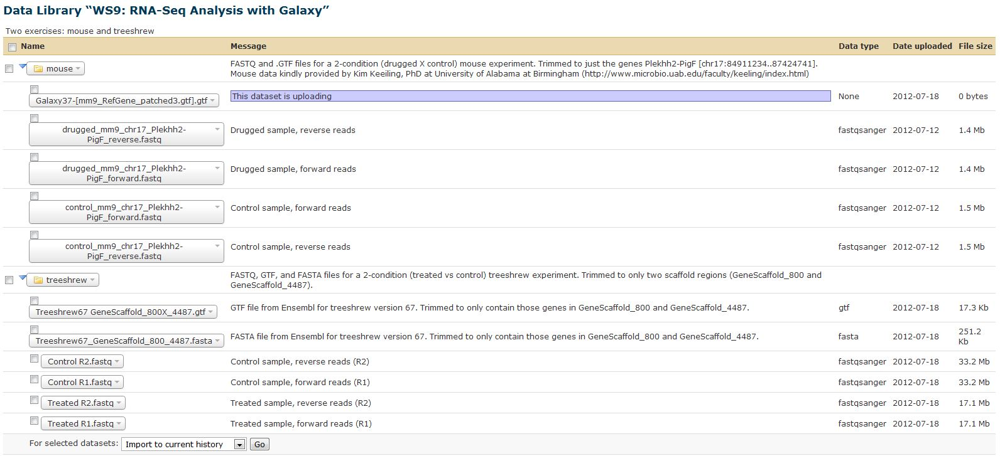 Data Library “WS9: RNA-Seq Analysis with Galaxy”
Two exercises: mouse and treeshrew
Name Message Data type Date uploaded File size
mouse
FASTQ and .GTF files for a 2-condition (drugged X control) mouse experiment. Trimmed to just the genes Plekhh2-PigF [chr17:84911234..87424741].
Mouse data kindly provided by Kim Keeiling, PhD at University of Alabama at Birmingham (http://www.microbio.uab.edu/faculty/keeling/index.html)
Galaxy37-[mm9_RefGene_patched3.gtf].gtf This dataset is uploading None 2012-07-18 0 bytes
drugged_mm9_chr17_Plekhh2-
PigF_reverse.fastq
Drugged sample, reverse reads fastqsanger 2012-07-12 1.4 Mb
drugged_mm9_chr17_Plekhh2-
PigF_forward.fastq
Drugged sample, forward reads fastqsanger 2012-07-12 1.4 Mb
control_mm9_chr17_Plekhh2-
PigF_forward.fastq
Control sample, forward reads fastqsanger 2012-07-12 1.5 Mb
control_mm9_chr17_Plekhh2-
PigF_reverse.fastq
Control sample, reverse reads fastqsanger 2012-07-12 1.5 Mb
treeshrew
FASTQ, GTF, and FASTA files for a 2-condition (treated vs control) treeshrew experiment. Trimmed to only two scaffold regions (GeneScaffold_800 and
GeneScaffold_4487).
Treeshrew67 GeneScaffold_800X_4487.gtf GTF file from Ensembl for treeshrew version 67. Trimmed to only contain those genes in GeneScaffold_800 and GeneScaffold_4487. gtf 2012-07-18 17.3 Kb
Treeshrew67_GeneScaffold_800_4487.fasta FASTA file from Ensembl for treeshrew version 67. Trimmed to only contain those genes in GeneScaffold_800 and GeneScaffold_4487. fasta 2012-07-18 251.2
Kb
Control R2.fastq Control sample, reverse reads (R2) fastqsanger 2012-07-18 33.2 Mb
Control R1.fastq Control sample, forward reads (R1) fastqsanger 2012-07-18 33.2 Mb
Treated R2.fastq Treated sample, reverse reads (R2) fastqsanger 2012-07-18 17.1 Mb
Treated R1.fastq Treated sample, forward reads (R1) fastqsanger 2012-07-18 17.1 Mb
For selected datasets: Import to current history Go